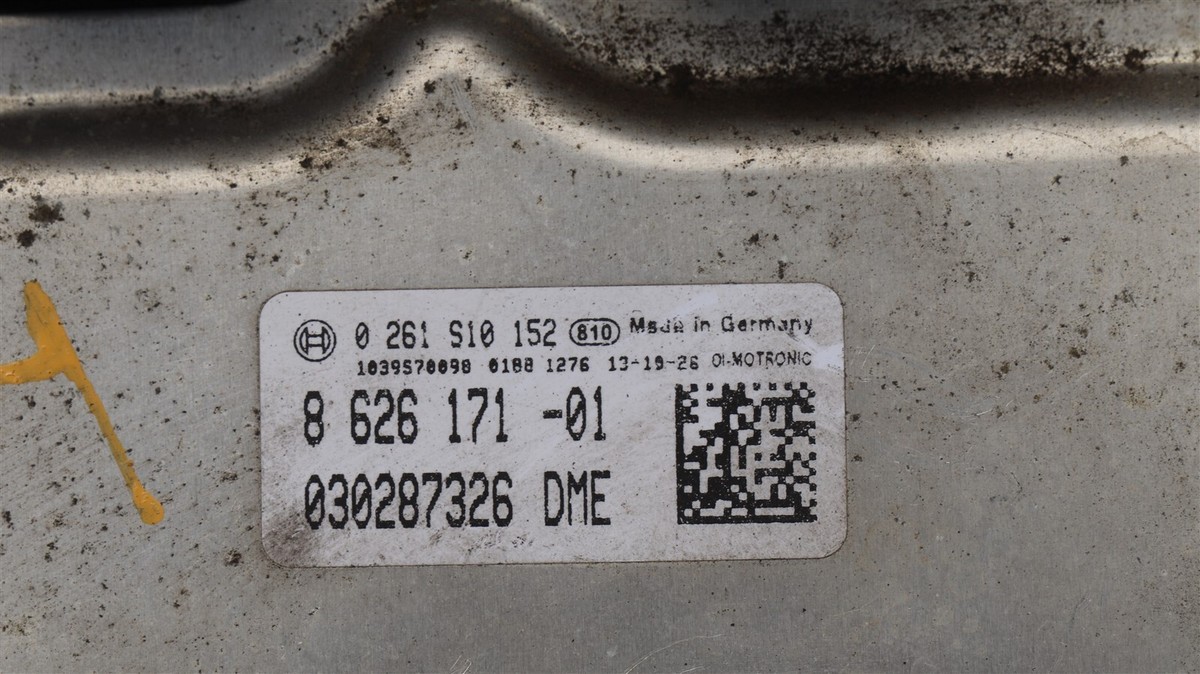 0 261 S10 152 810 Made in Germany
1039S70098 0188 1276 13-19-26 OI-MOTRONIC
8 626 171 -01
030287326 DME